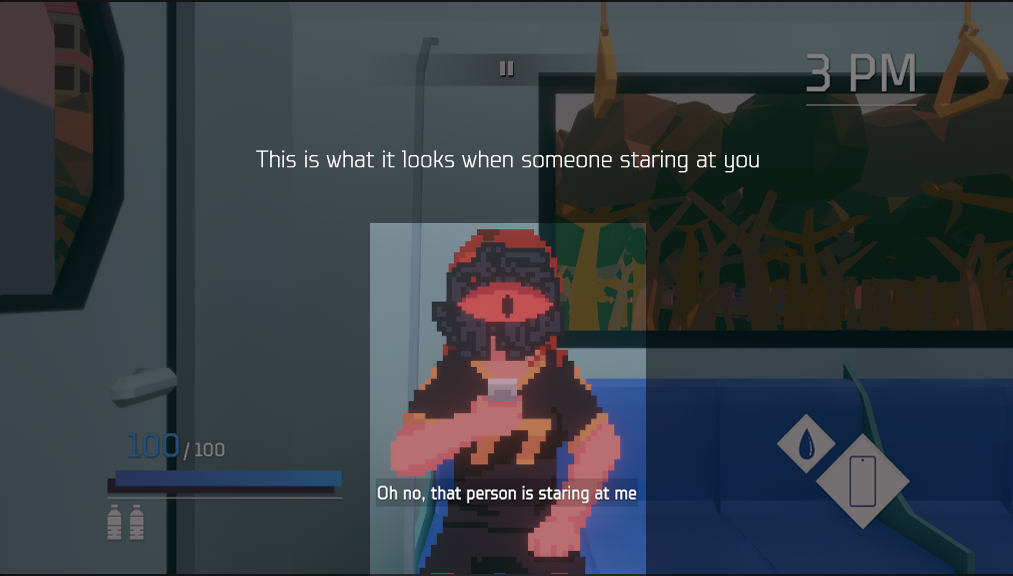 3 PM
This is what it looks when someone staring at you
Oh no, that person is staring at me
100/100